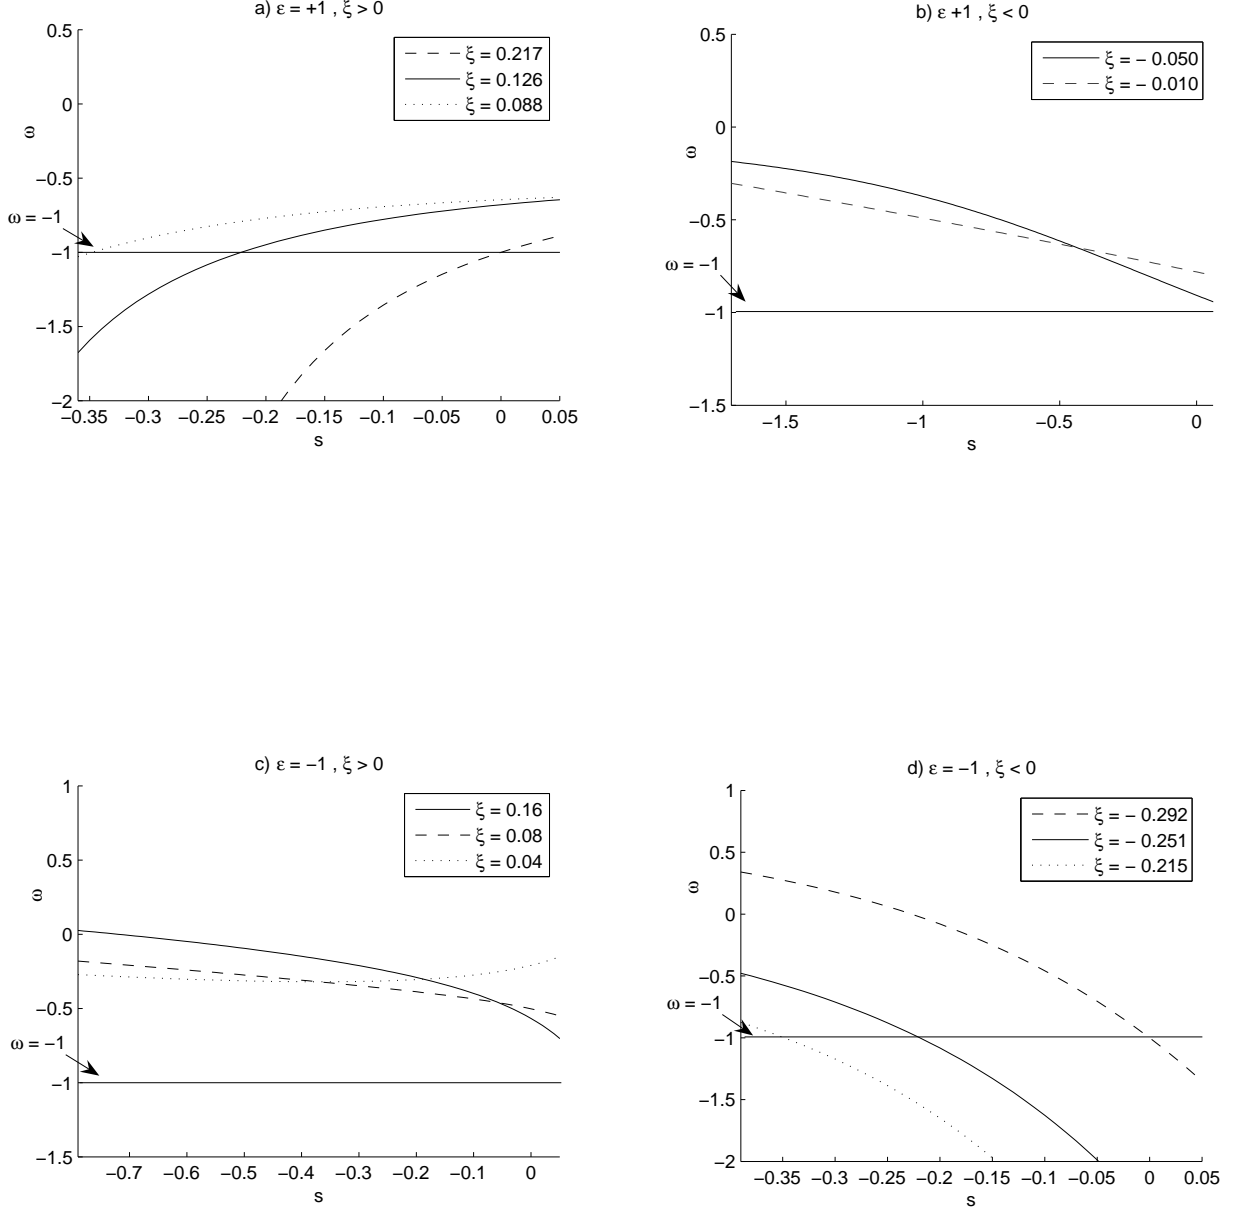 a) ε = +1 , ξ > 0
0.5
0
−0.5
−1
−1.5
−2
ω
ω = −1
ξ = 0.217
ξ = 0.126
ξ = 0.088
−0.35 −0.3 −0.25 −0.2 −0.15 −0.1 −0.05 0 0.05
s
b) ε +1 , ξ < 0
0.5
0
−0.5
−1
−1.5
ω
ω = −1
ξ = − 0.050
ξ = − 0.010
−1.5 −1 −0.5 0
s
c) ε = −1 , ξ > 0
1
0.5
0
−0.5
−1
−1.5
ω
ω = −1
ξ = 0.16
ξ = 0.08
ξ = 0.04
−0.7 −0.6 −0.5 −0.4 −0.3 −0.2 −0.1 0
s
d) ε = −1 , ξ < 0
1
0.5
0
−0.5
−1
−1.5
−2
ω
ω = −1
ξ = − 0.292
ξ = − 0.251
ξ = − 0.215
−0.35 −0.3 −0.25 −0.2 −0.15 −0.1 −0.05 0 0.05
s